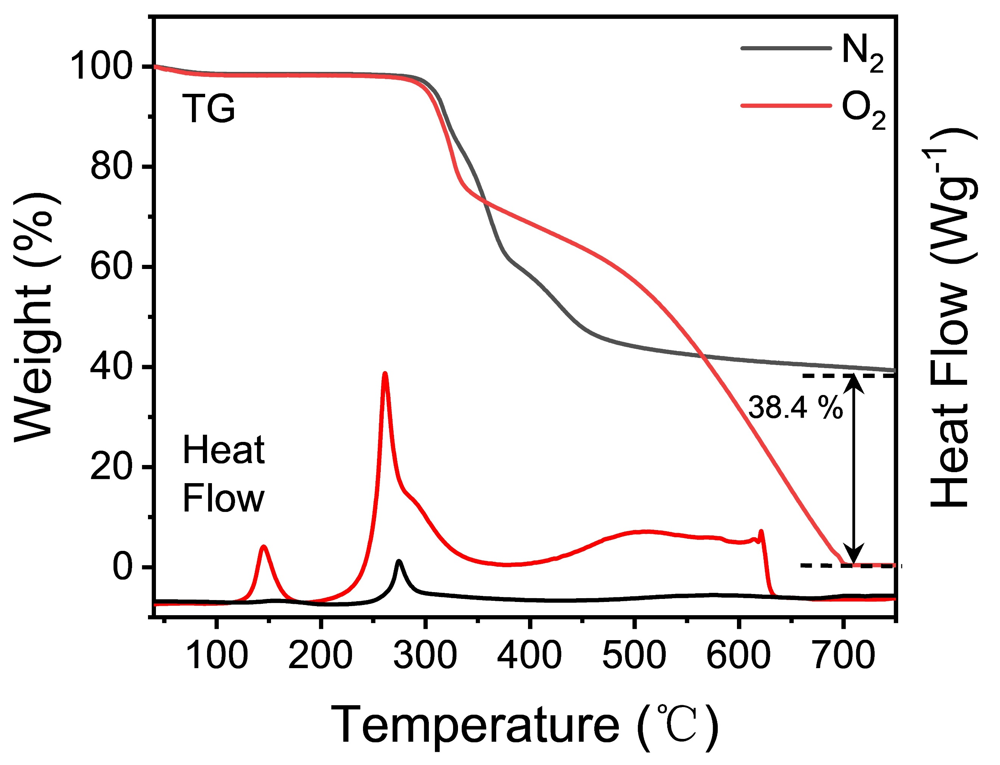 N2
O2
TG
100
80
60
40
20
0
Weight (%)
Heat Flow (Wg-1)
38.4 %
Heat
Flow
100 200 300 400 500 600 700
Temperature (℃)